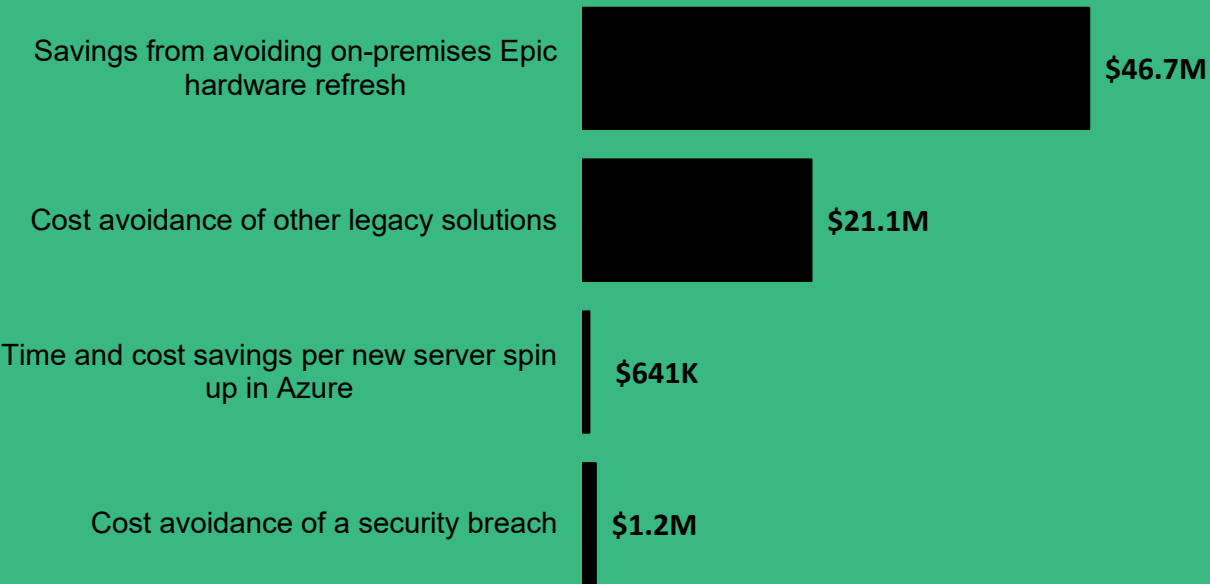 Savings from avoiding on-premises Epic
hardware refresh
$46.7M
Cost avoidance of other legacy solutions
$21.1M
Time and cost savings per new server spin
up in Azure
$641K
Cost avoidance of a security breach
$1.2M